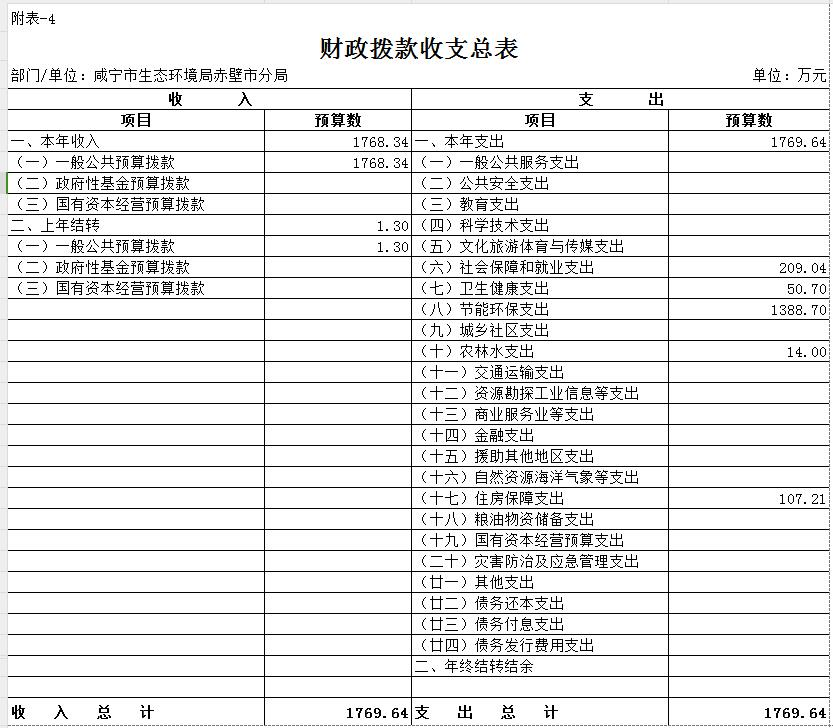 附表-4
财政拨款收支总表
部门/单位：咸宁市生态环境局赤壁市分局 单位：万元
收 入 支 出
项目 预算数 项目 预算数
一、本年收入 1768.34 一、本年支出 1769.64
（一）一般公共预算拨款 1768.34 （一）一般公共服务支出
（二）政府性基金预算拨款 （二）公共安全支出
（三）国有资本经营预算拨款 （三）教育支出
二、上年结转 1.30 （四）科学技术支出
（一）一般公共预算拨款 1.30 （五）文化旅游体育与传媒支出
（二）政府性基金预算拨款 （六）社会保障和就业支出 209.04
（三）国有资本经营预算拨款 （七）卫生健康支出 50.70
（八）节能环保支出 1388.70
（九）城乡社区支出
（十）农林水支出 14.00
（十一）交通运输支出
（十二）资源勘探工业信息等支出
（十三）商业服务业等支出
（十四）金融支出
（十五）援助其他地区支出
（十六）自然资源海洋气象等支出
（十七）住房保障支出 107.21
（十八）粮油物资储备支出
（十九）国有资本经营预算支出
（二十）灾害防治及应急管理支出
（廿一）其他支出
（廿二）债务还本支出
（廿三）债务付息支出
（廿四）债务发行费用支出
二、年终结转结余
收 入 总 计 1769.64 支 出 总 计 1769.64